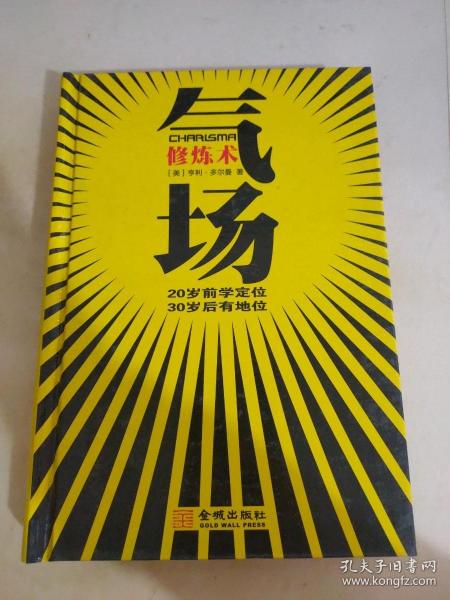 气
CHARISMA
修炼术
[美] 亨利·多尔曼 著
场
20岁前学定位
30岁后有地位
金城出版社
GOLD WALL PRESS
孔夫子旧书网
www.kongfz.com